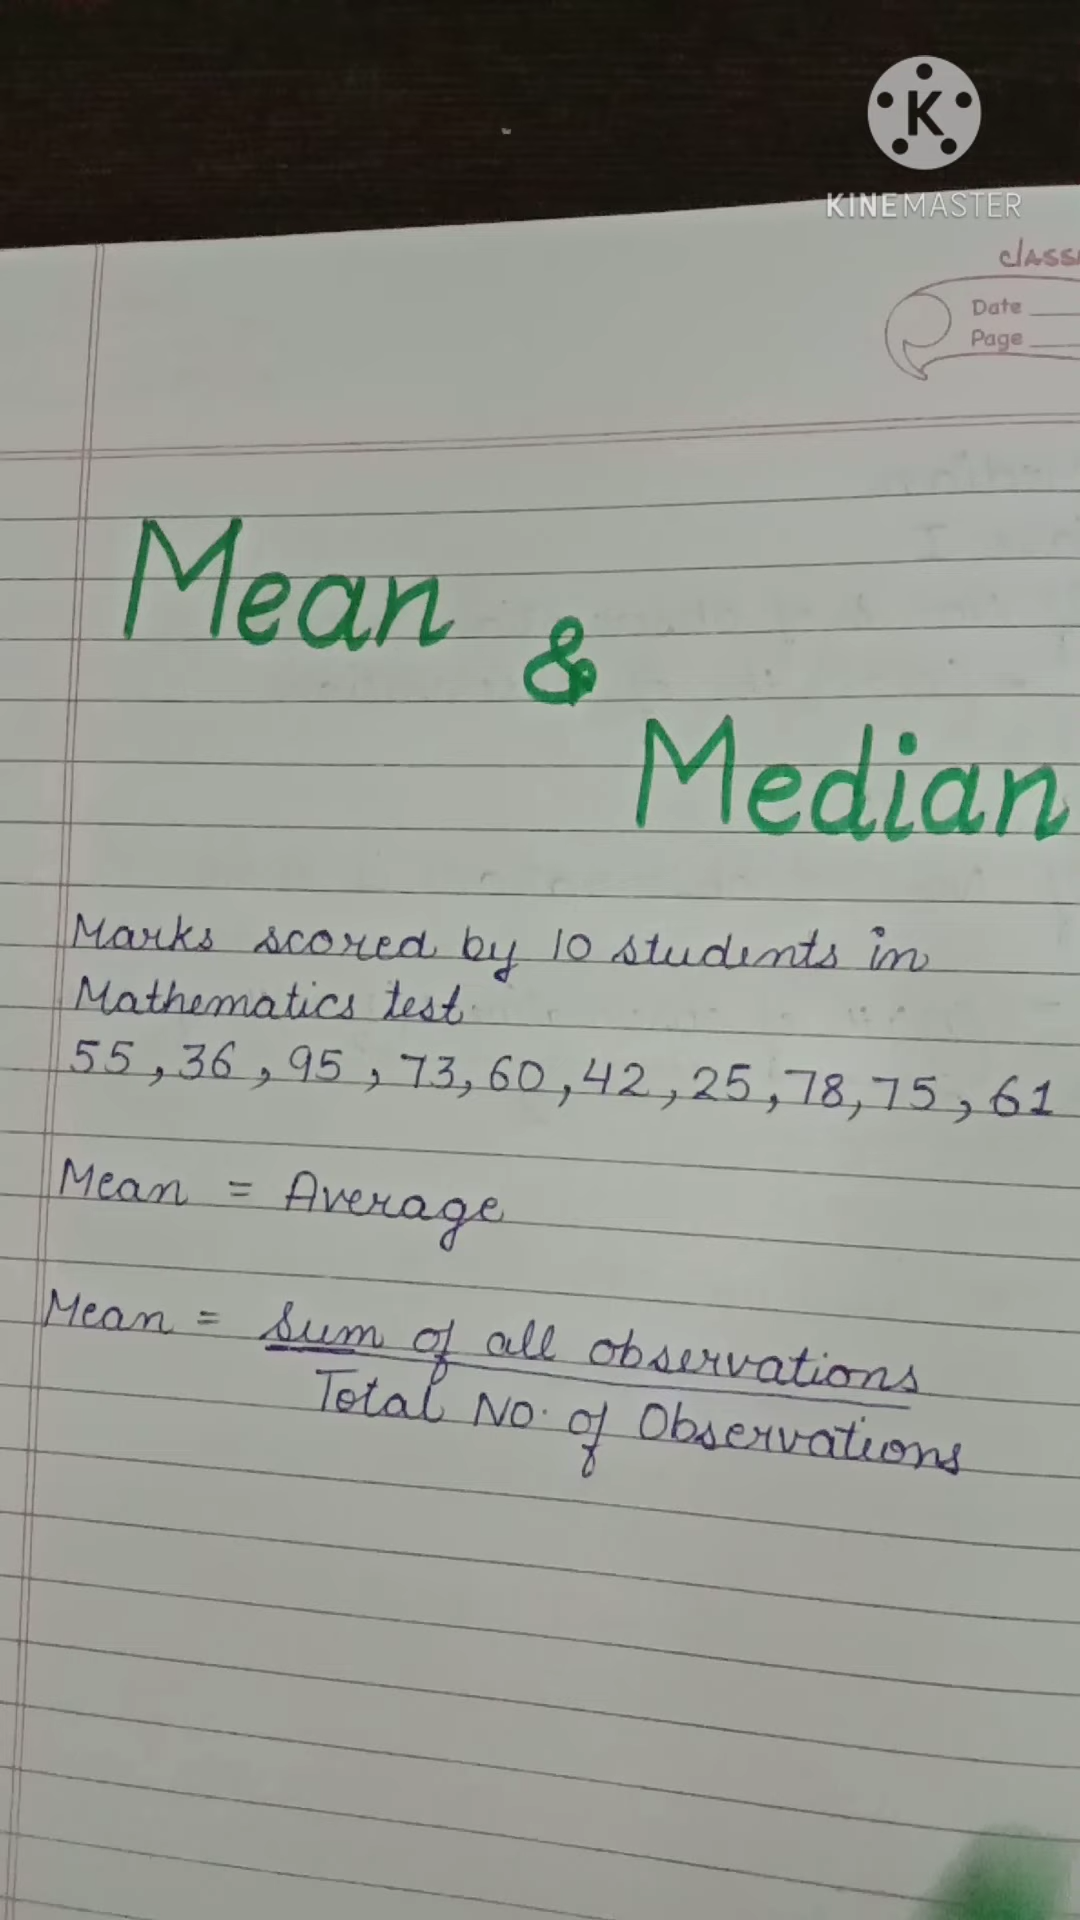 K
KINEMASTER
Date
Page
Mean
&
Median
Marks scored by 10 students in
Mathematics test
55, 36, 95, 73, 60, 42, 25, 78, 75, 61
Mean = Average
Mean = Sum of all observations
Total No. of Observations